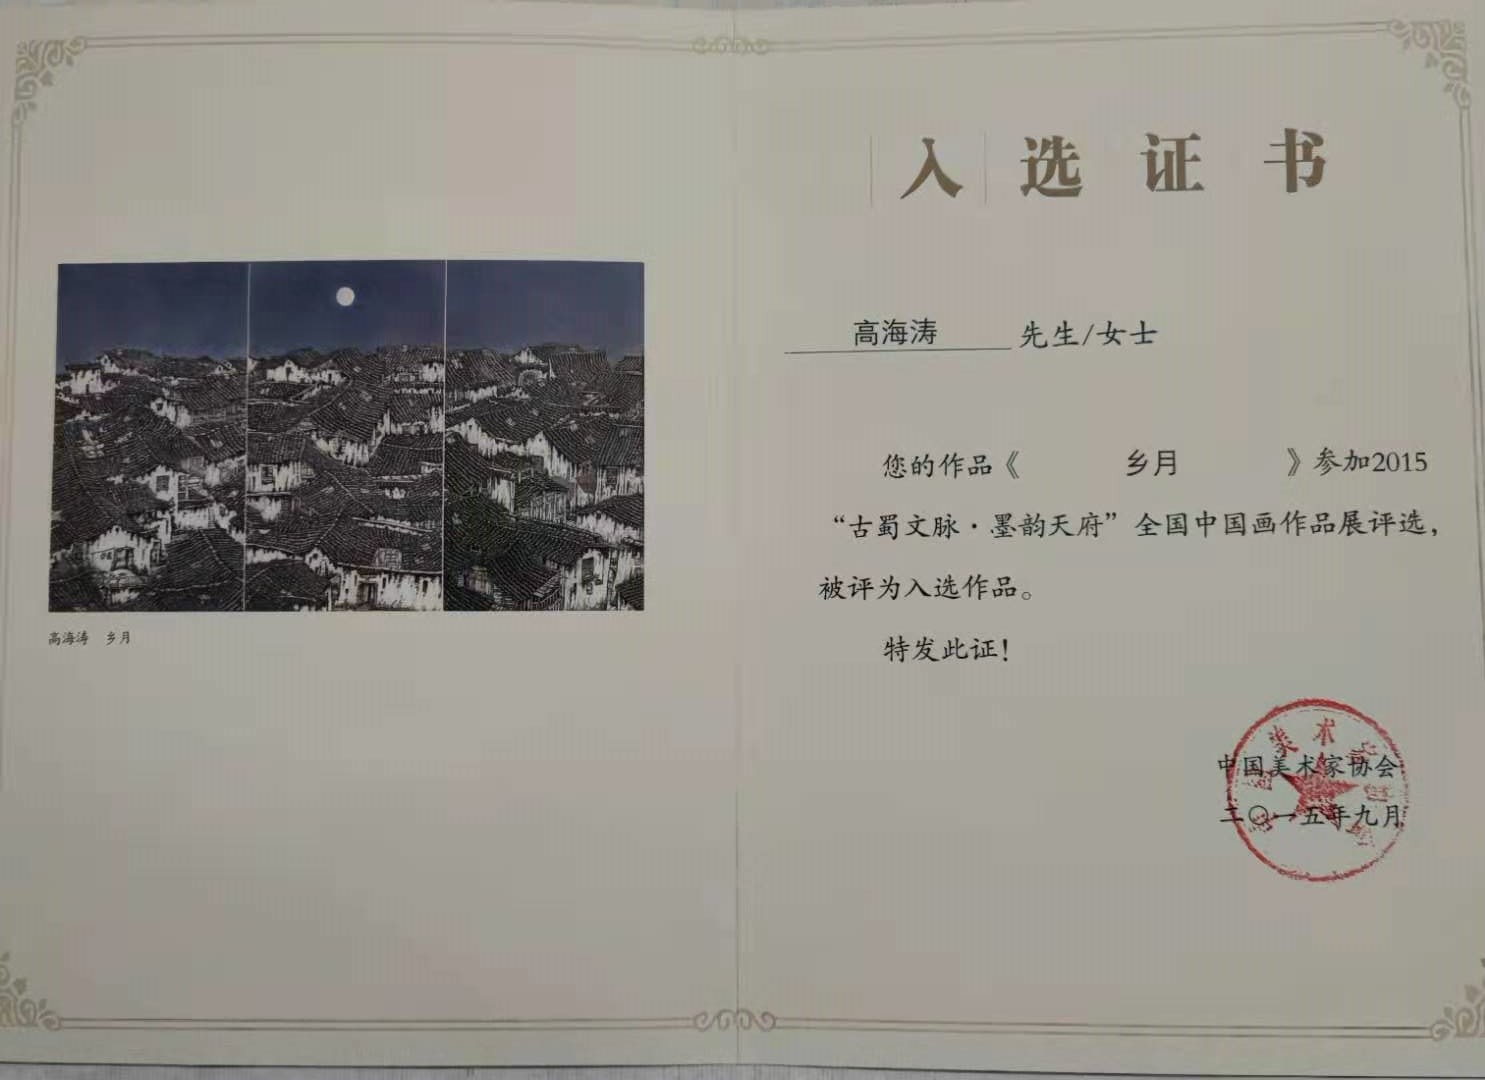 高海涛 乡月
入选证书
高海涛 先生/女士
您的作品《 乡月 》参加2015
“古蜀文脉·墨韵天府”全国中国画作品展评选，
被评为入选作品。
特发此证！
中国美术家协会
二〇一五年九月